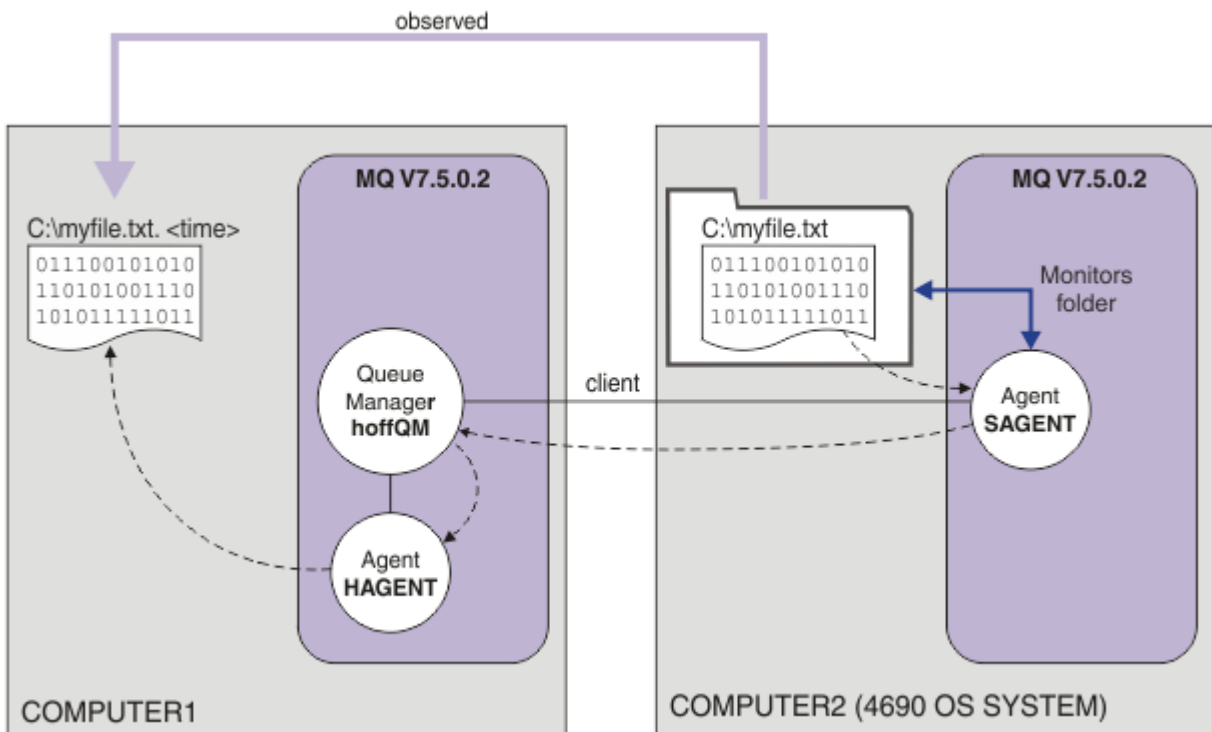 observed
MQ V7.5.0.2
C:\myfile.txt. <time>
011100101010
110101001110
101011111011
Queue
Manager
hoffQM
Agent
HAGENT
COMPUTER1
client
MQ V7.5.0.2
C:\myfile.txt
011100101010
110101001110
101011111011
Monitors
folder
Agent
SAGENT
COMPUTER2 (4690 OS SYSTEM)